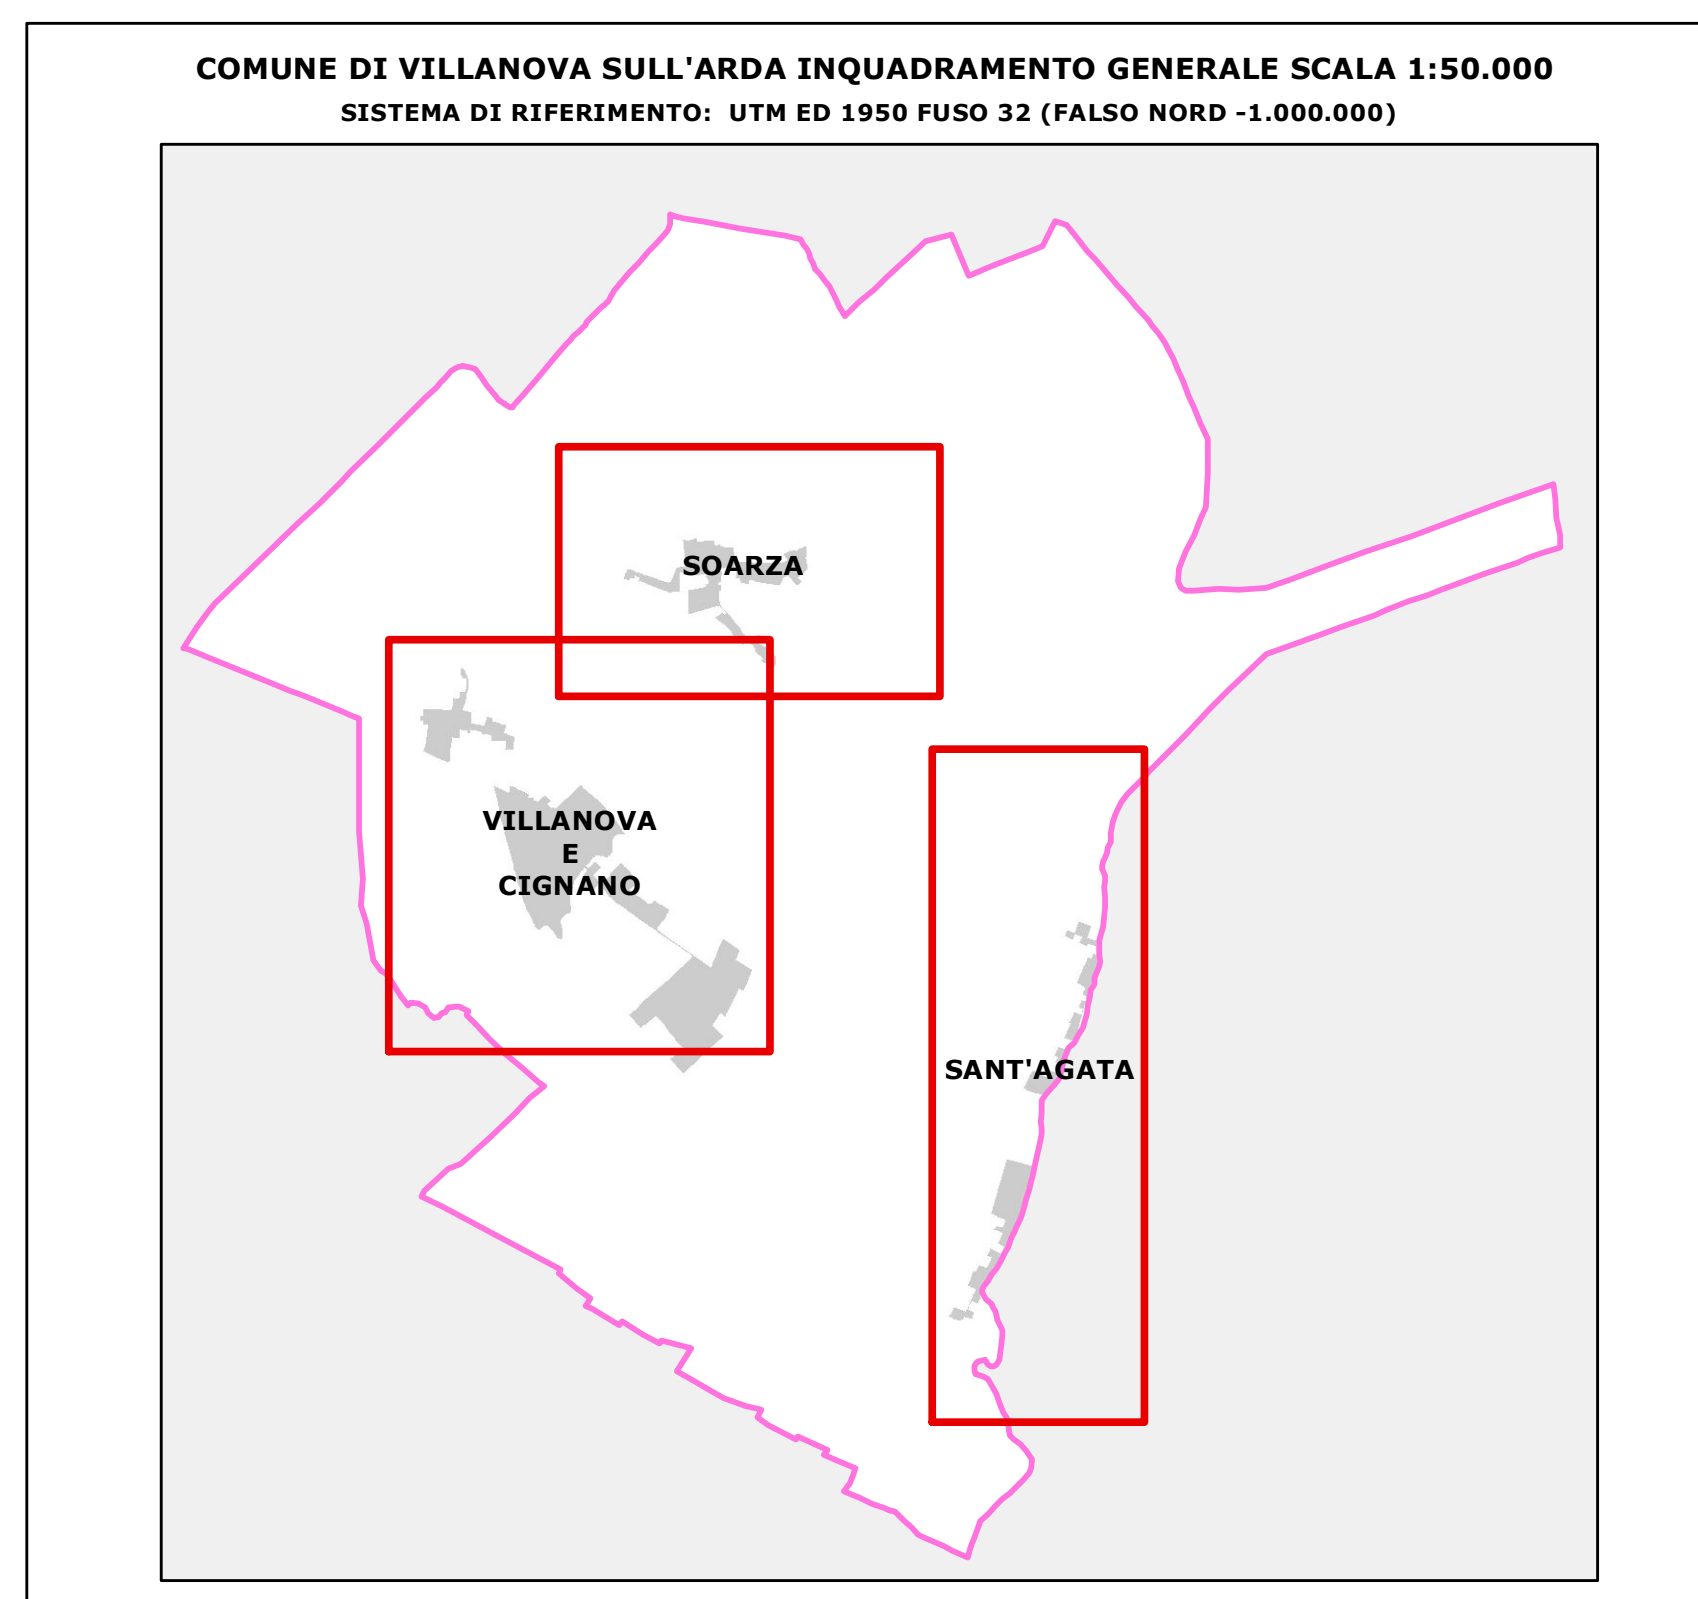 COMUNE DI VILLANOVA SULL'ARDA INQUADRAMENTO GENERALE SCALA 1:50.000
SISTEMA DI RIFERIMENTO: UTM ED 1950 FUSO 32 (FALSO NORD -1.000.000)
SOARZA
VILLANOVA
E
CIGNANO
SANT'AGATA